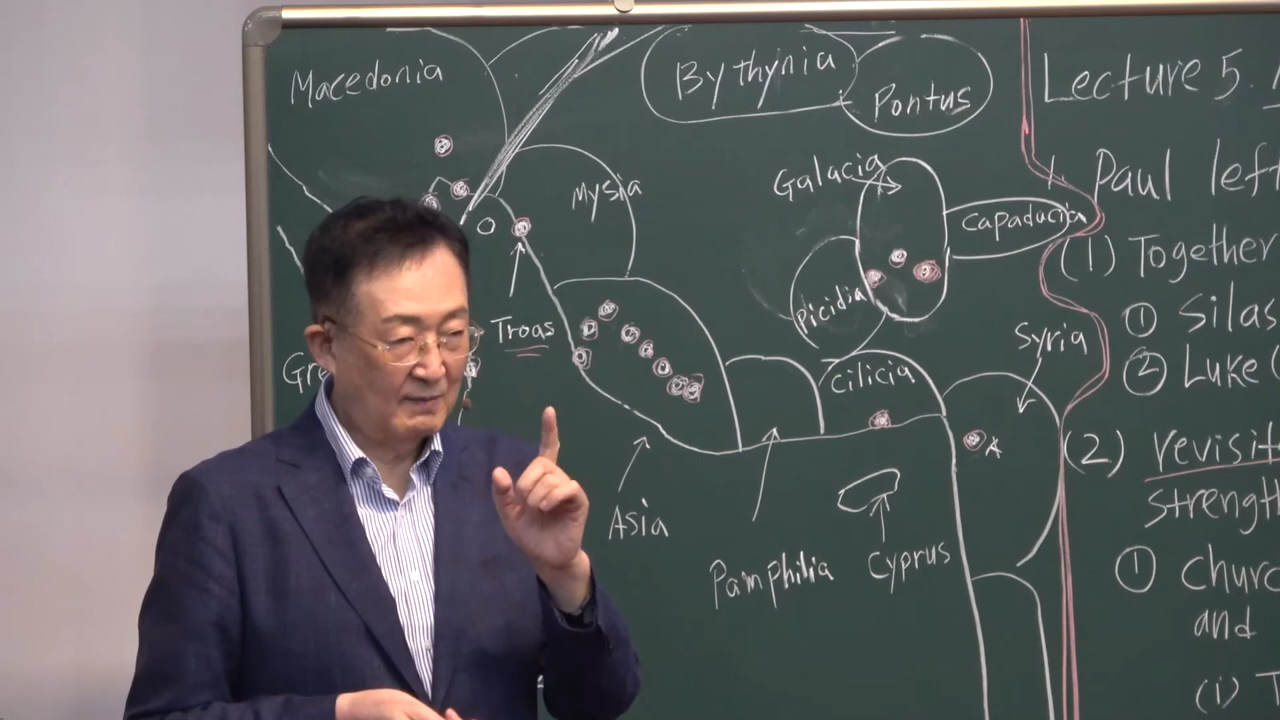 Macedonia
Bythynia
Pontus
Mysia
Galacia
Capaducia
Picidia
Troas
Cilicia
Syria
A
Asia
Pamphilia
Cyprus
Lecture 5.
1. Paul left
(1) Together
① Silas
② Luke (
(2) revisit
strength
① Churc
and
(i) T